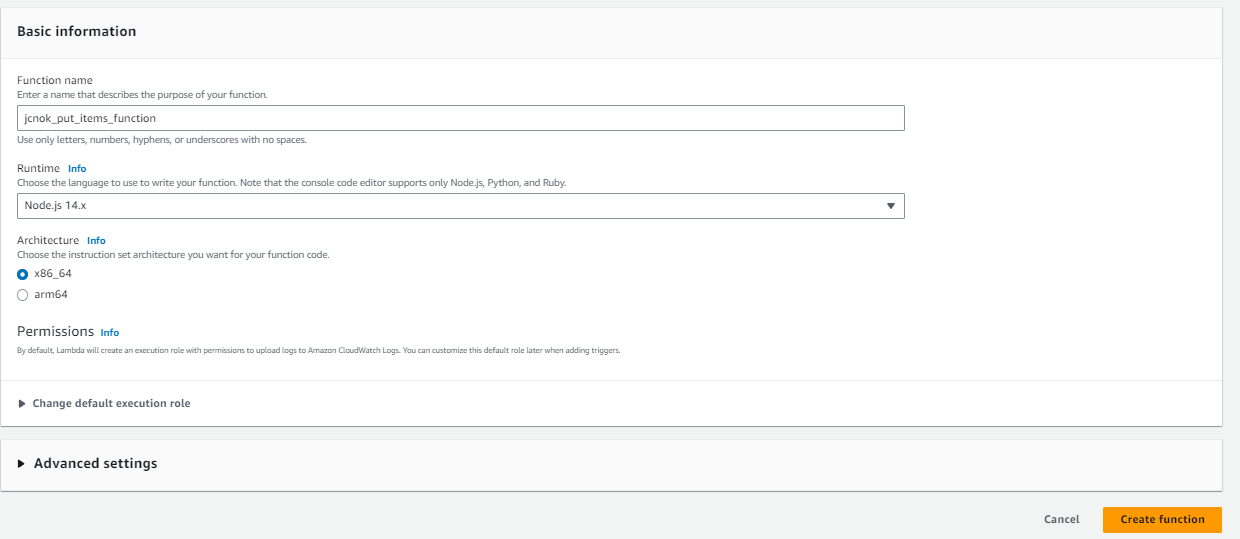 Basic information
Function name
Enter a name that describes the purpose of your function.
jcnok_put_items_function
Use only letters, numbers, hyphens, or underscores with no spaces.
Runtime Info
Choose the language to use to write your function. Note that the console code editor supports only Node.js, Python, and Ruby.
Node.js 14.x
Architecture Info
Choose the instruction set architecture you want for your function code.
x86_64
arm64
Permissions Info
By default, Lambda will create an execution role with permissions to upload logs to Amazon CloudWatch Logs. You can customize this default role later when adding triggers.
Change default execution role
Advanced settings
Cancel Create function